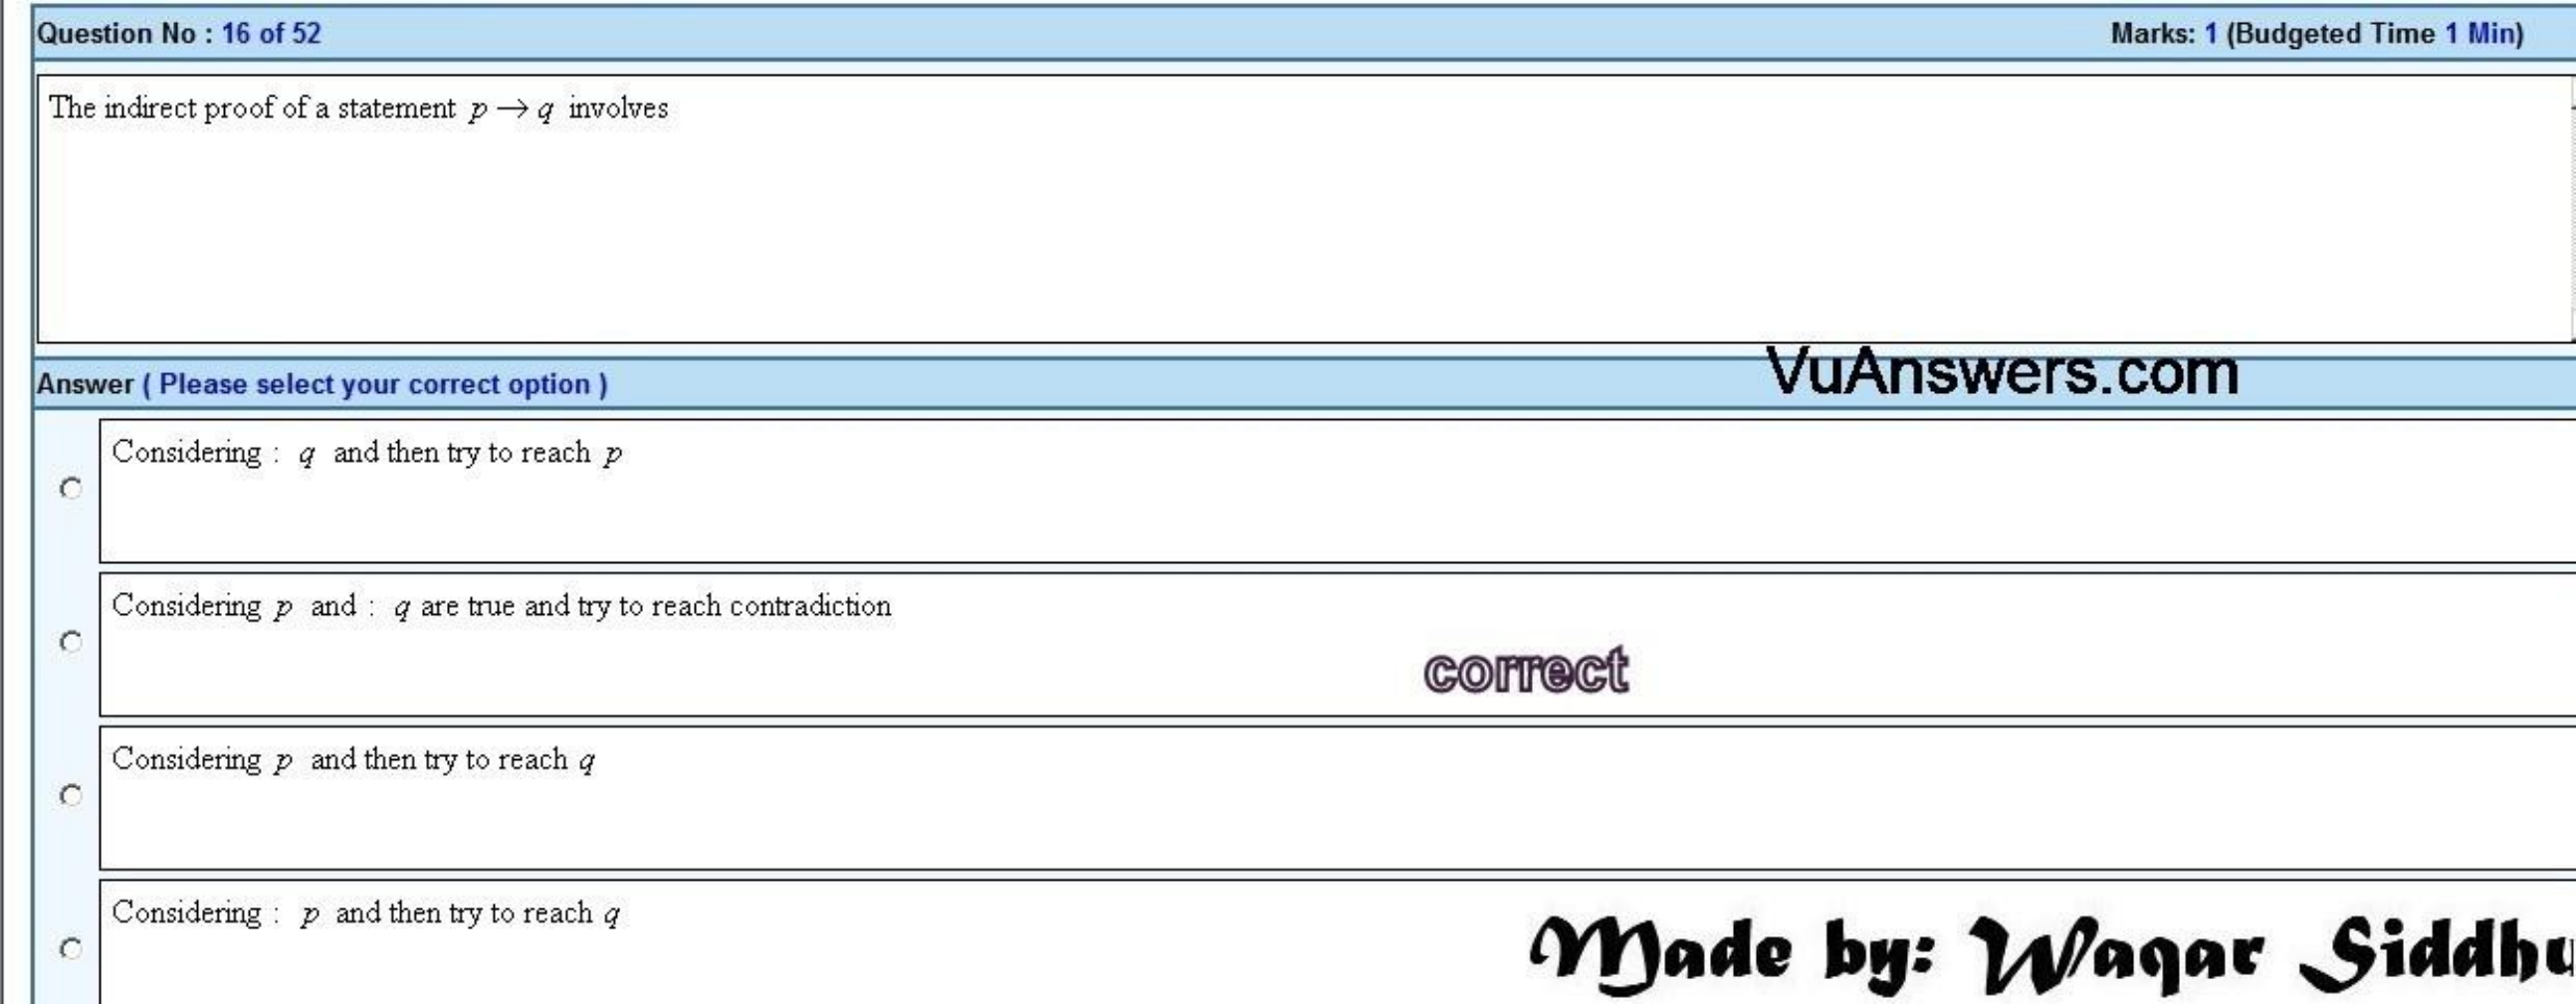 Question No : 16 of 52 Marks: 1 (Budgeted Time 1 Min)
The indirect proof of a statement p → q involves
VuAnswers.com
Answer ( Please select your correct option )
Considering : q and then try to reach p
Considering p and : q are true and try to reach contradiction
correct
Considering p and then try to reach q
Considering : p and then try to reach q
Made by: Waqar Siddhu